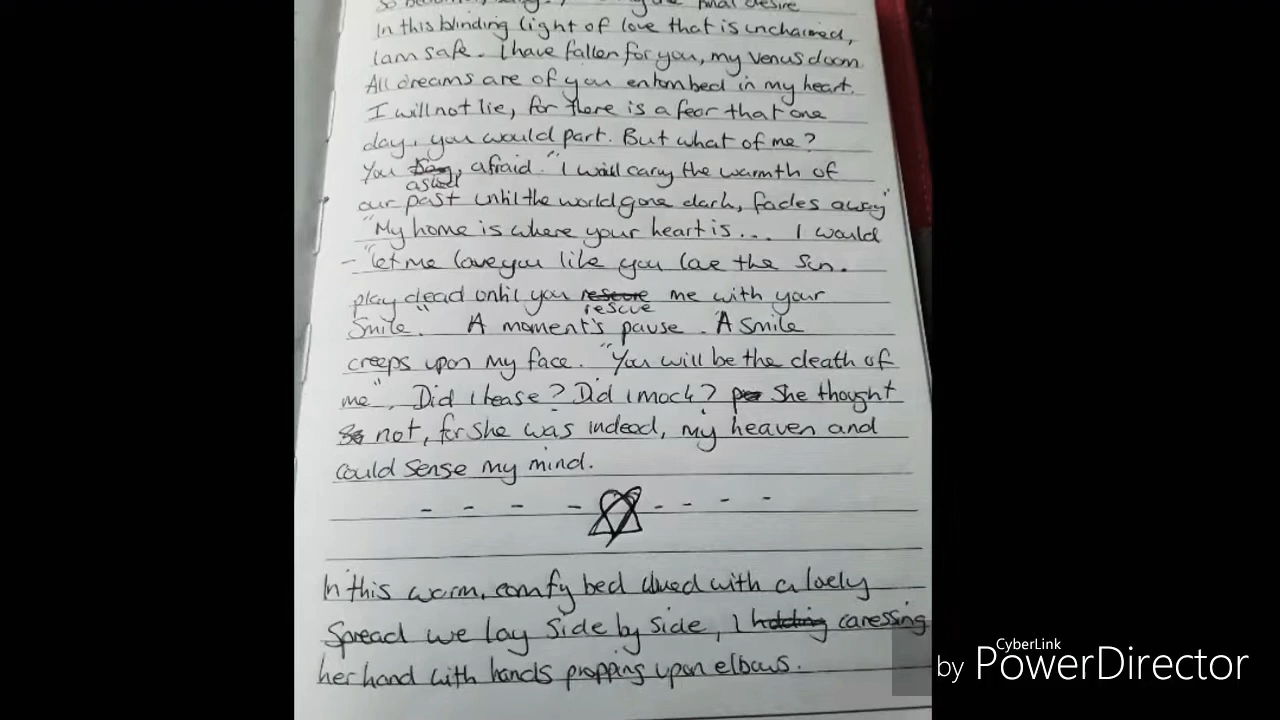 final desire
In this blinding light of love that is unchained,
I am safe. I have fallen for you, my venus doom
All dreams are of you entombed in my heart.
I will not lie, for there is a fear that one
day, you would part. But what of me?
You asked, afraid. "I will cary the warmth of
our past until the world gone dark, fades away"
"My home is where your heart is... I would
- "let me love you like you love the sun.
play dead until you rescue me with your
Smile". A moment's pause. A smile
creeps upon my face. "You will be the death of
me". Did I tease? Did I mock? She thought
not, for she was indeed, my heaven and
could sense my mind.
In this warm, comfy bed with a lovely
Spread we lay side by side, I holding caressing
her hand with hands propping upon elbows.
CyberLink
by PowerDirector